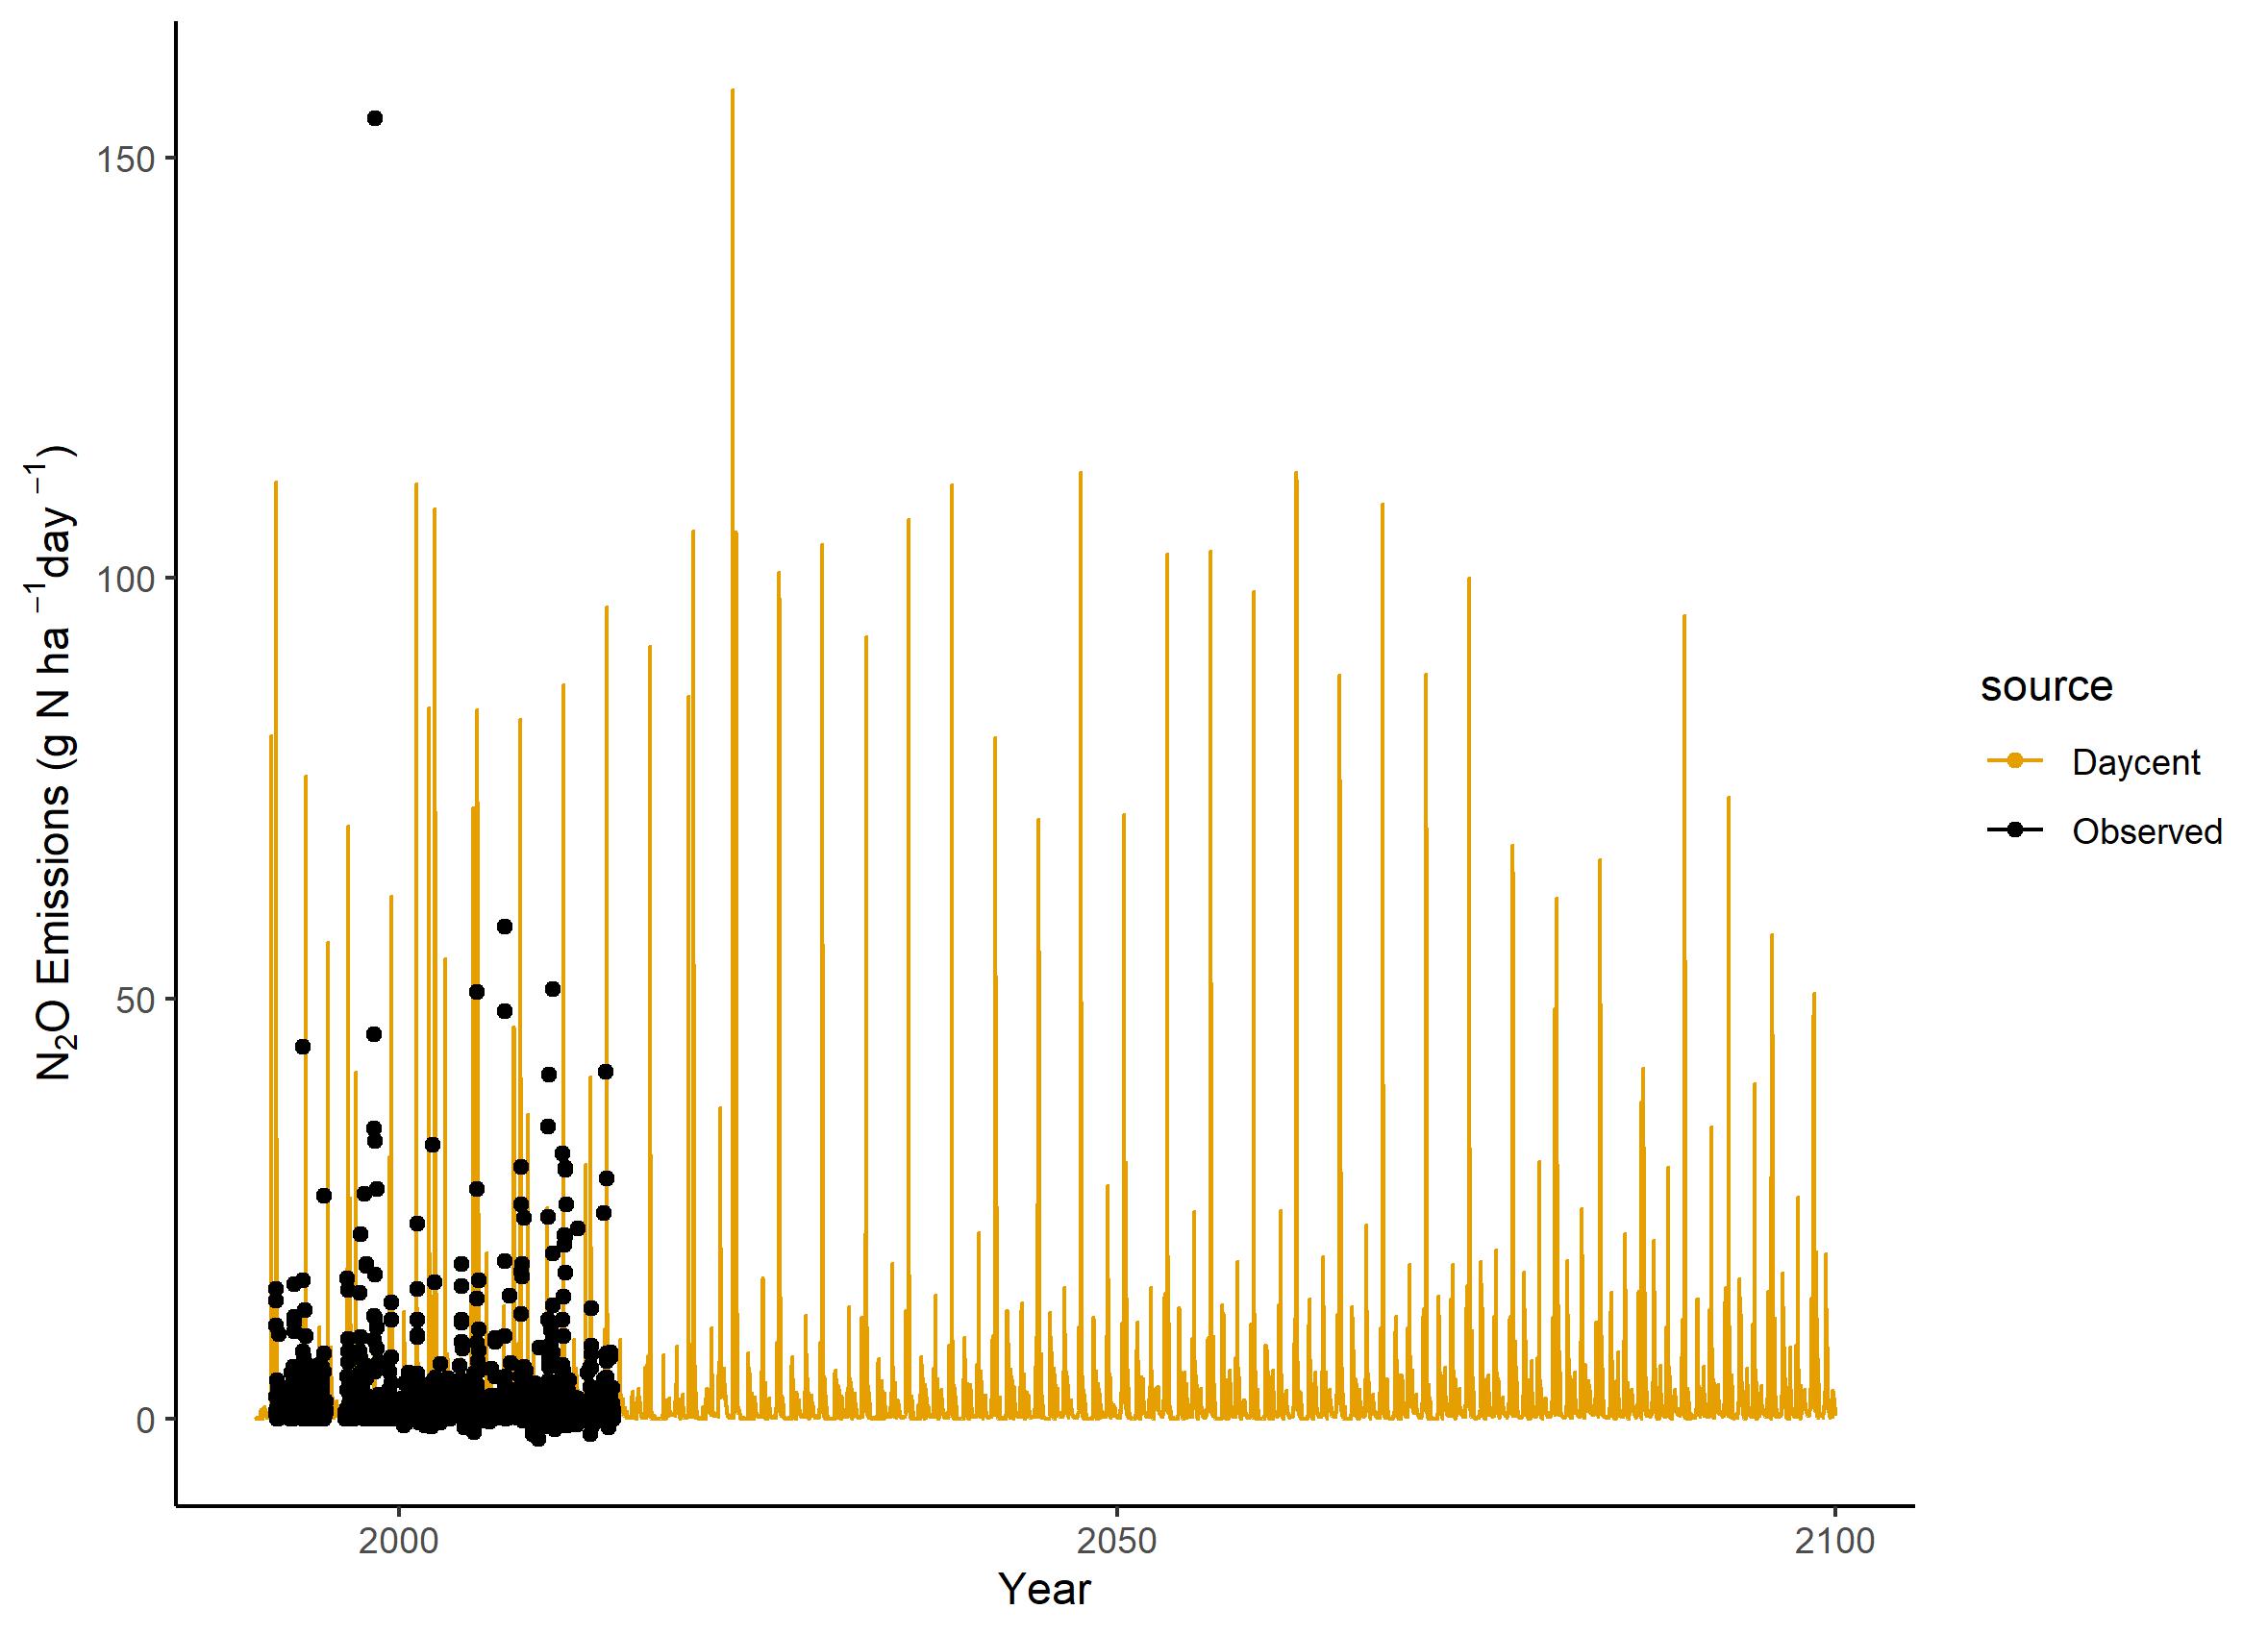 N₂O Emissions (g N ha ⁻¹day ⁻¹)
150
100
50
0
2000 2050 2100
Year
source
Daycent
Observed